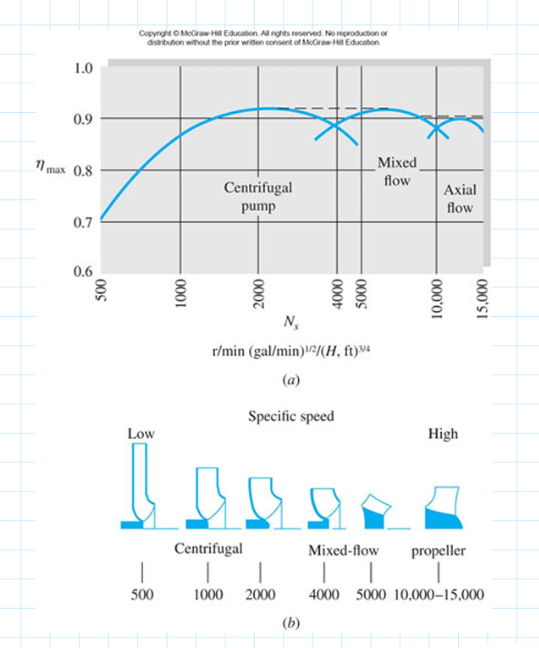 Copyright © McGraw-Hill Education. All rights reserved. No reproduction or
distribution without the prior written consent of McGraw-Hill Education.
1.0
0.9
η max 0.8
0.7
0.6
Centrifugal
pump
Mixed
flow
Axial
flow
500 1000 2000 4000 5000 10,000 15,000
Nₛ
r/min (gal/min)¹/²/(H, ft)³/⁴
(a)
Specific speed
Low High
Centrifugal Mixed-flow propeller
500 1000 2000 4000 5000 10,000–15,000
(b)